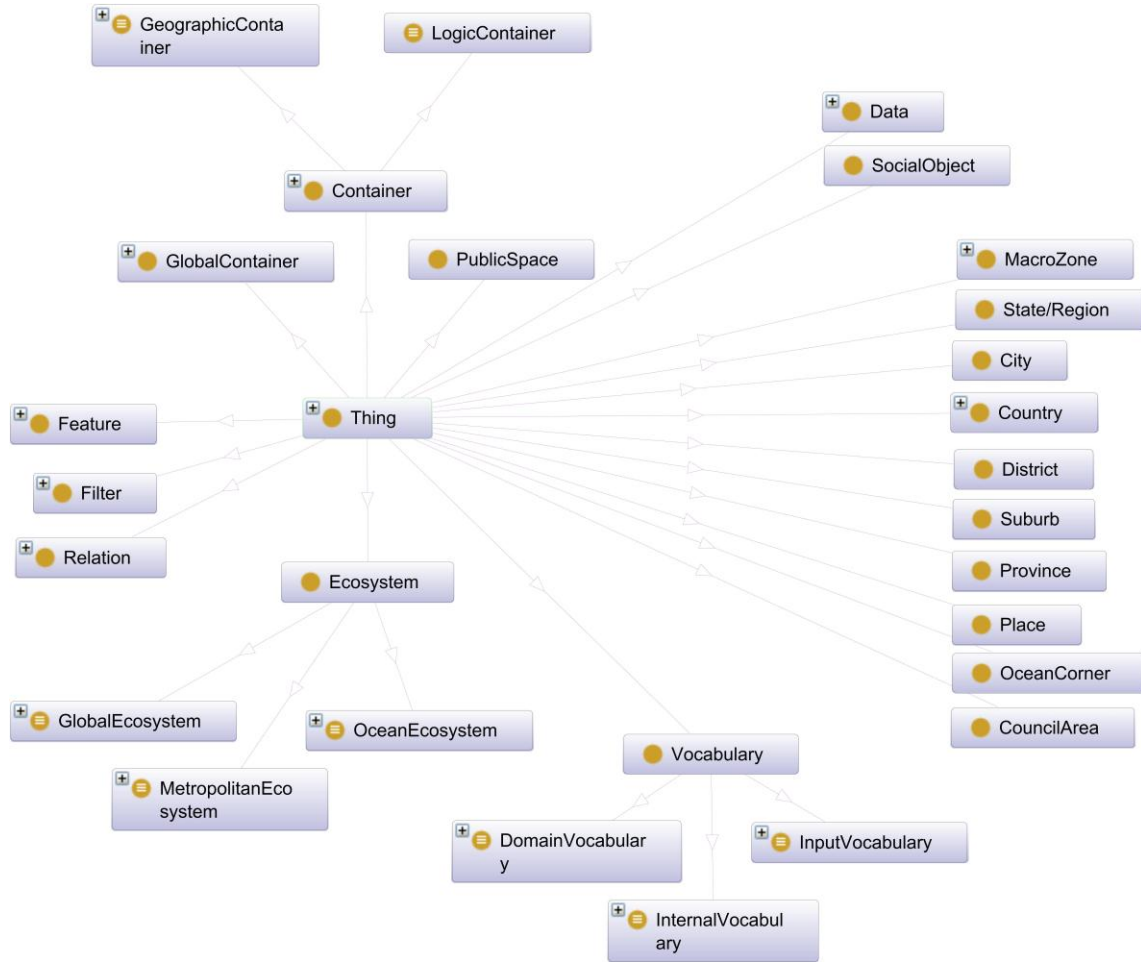 GeographicConta
iner
LogicContainer
Data
SocialObject
Container
GlobalContainer
PublicSpace
MacroZone
State/Region
City
Feature
Thing
Country
District
Filter
Suburb
Relation
Ecosystem
Province
Place
OceanCorner
GlobalEcosystem
OceanEcosystem
CouncilArea
Vocabulary
MetropolitanEco
system
DomainVocabular
y
InputVocabulary
InternalVocabul
ary